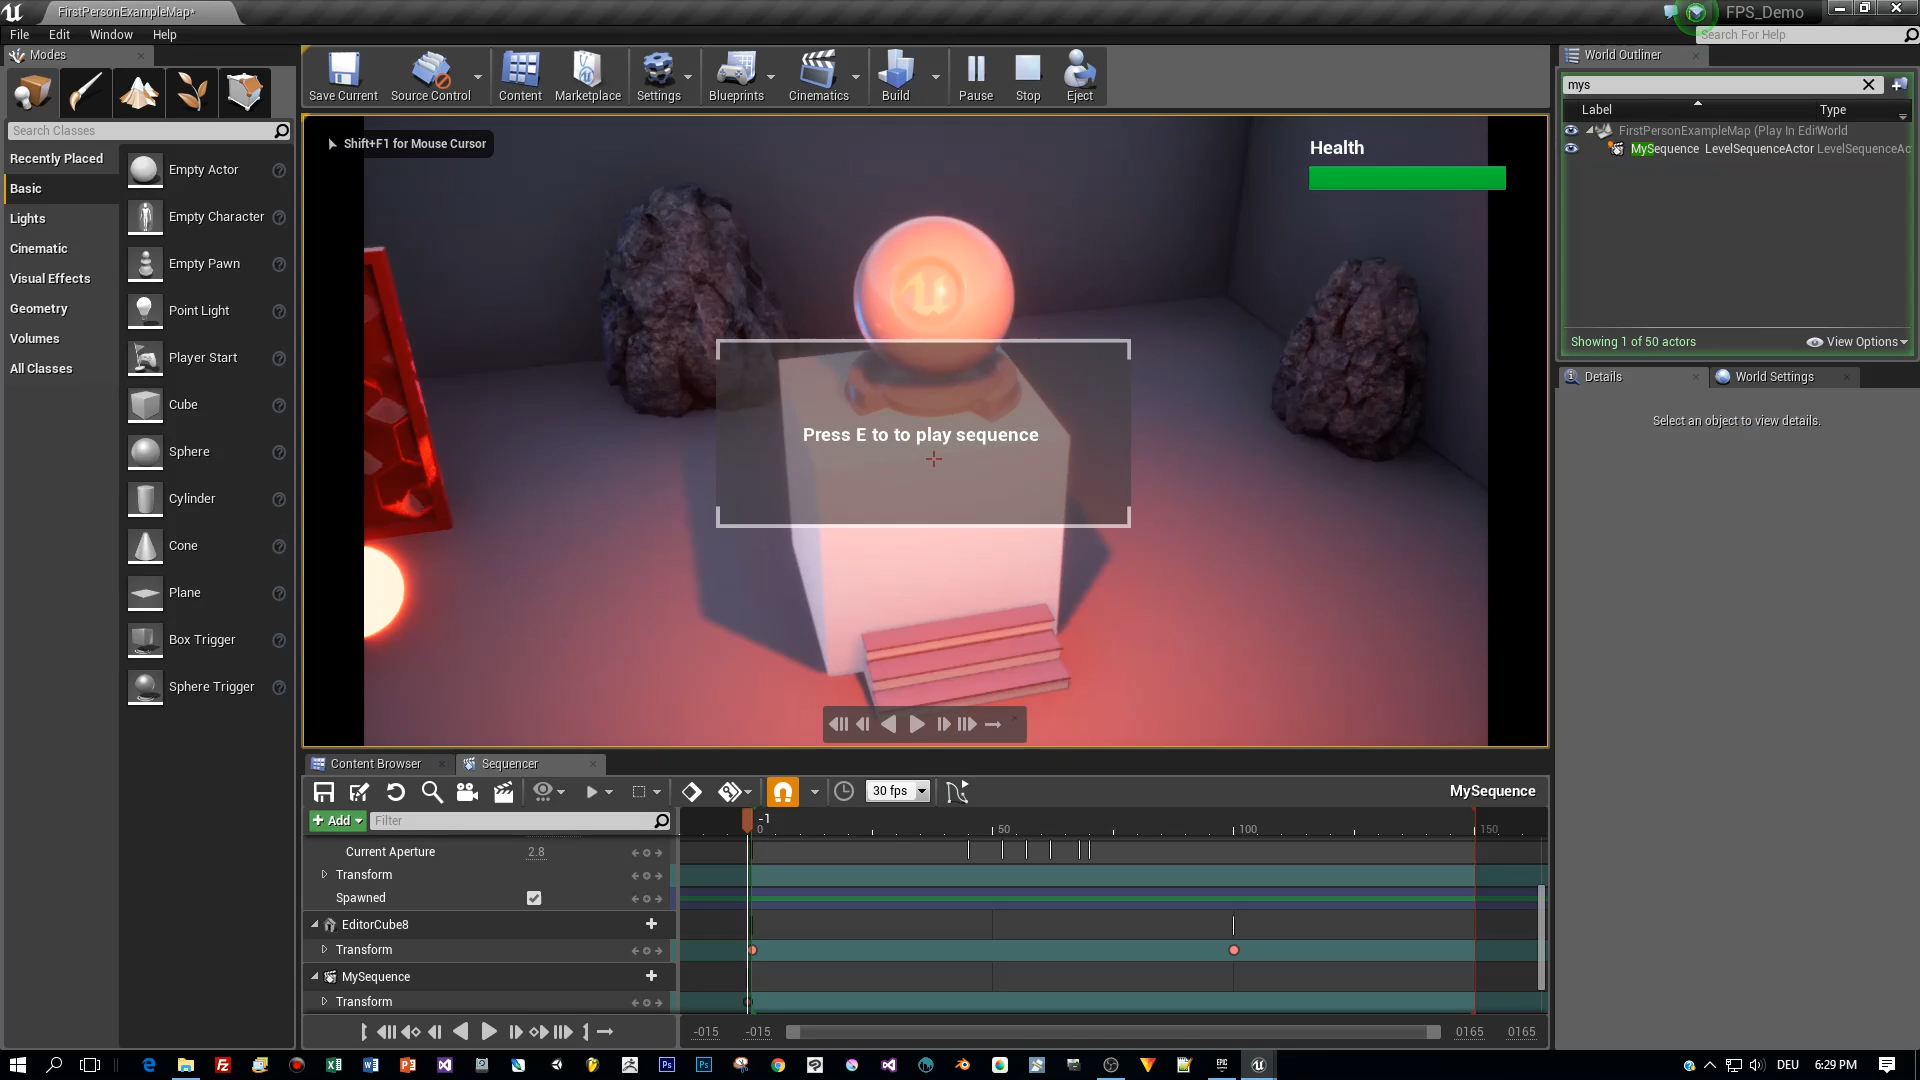 FirstPersonExampleMap*
FPS_Demo
File Edit Window Help
Search For Help
Modes
Save Current
Source Control
Content
Marketplace
Settings
Blueprints
Cinematics
Build
Pause
Stop
Eject
World Outliner
mys
Label
Type
FirstPersonExampleMap (Play In Edi World
MySequence LevelSequenceActor LevelSequenceAc
Showing 1 of 50 actors
View Options
Details
World Settings
Select an object to view details.
Search Classes
Recently Placed
Basic
Lights
Cinematic
Visual Effects
Geometry
Volumes
All Classes
Empty Actor
Empty Character
Empty Pawn
Point Light
Player Start
Cube
Sphere
Cylinder
Cone
Plane
Box Trigger
Sphere Trigger
Shift+F1 for Mouse Cursor
Health
Press E to to play sequence
Content Browser
Sequencer
30 fps
MySequence
Add
Filter
-1
0
50
100
150
Current Aperture
2.8
Transform
Spawned
EditorCube8
Transform
MySequence
Transform
-015
-015
0165
0165
DEU
6:29 PM